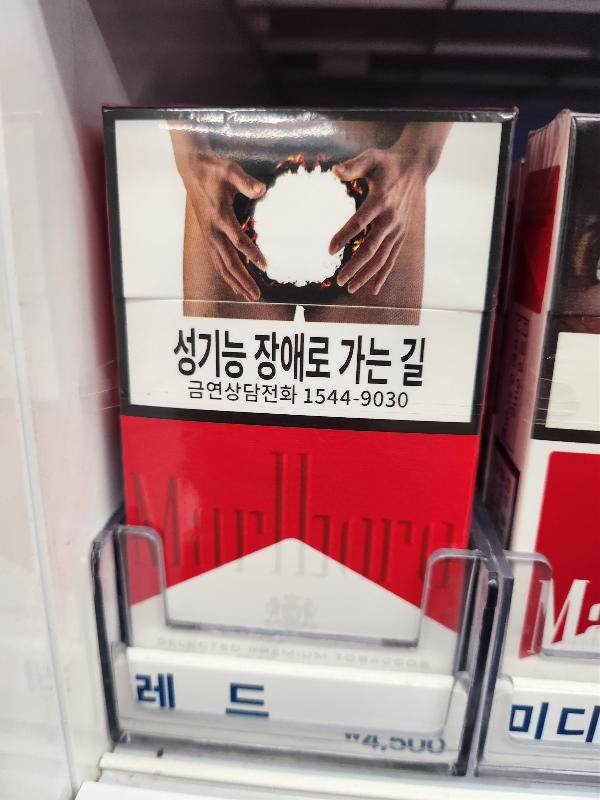 성기능 장애로 가는 길
금연상담전화 1544-9030
Marlboro
SELECTED PREMIUM TOBACCOS
레 드
₩4,500
Ma
미디